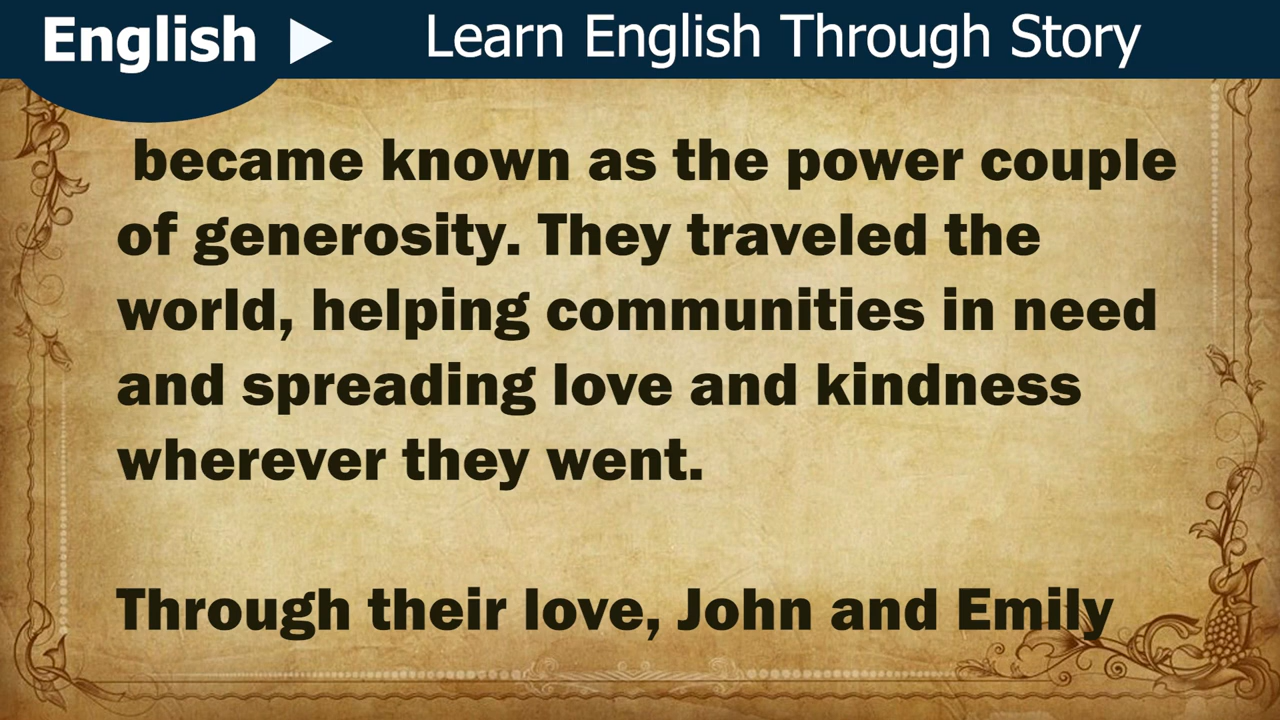 English
Learn English Through Story
became known as the power couple
of generosity. They traveled the
world, helping communities in need
and spreading love and kindness
wherever they went.
Through their love, John and Emily